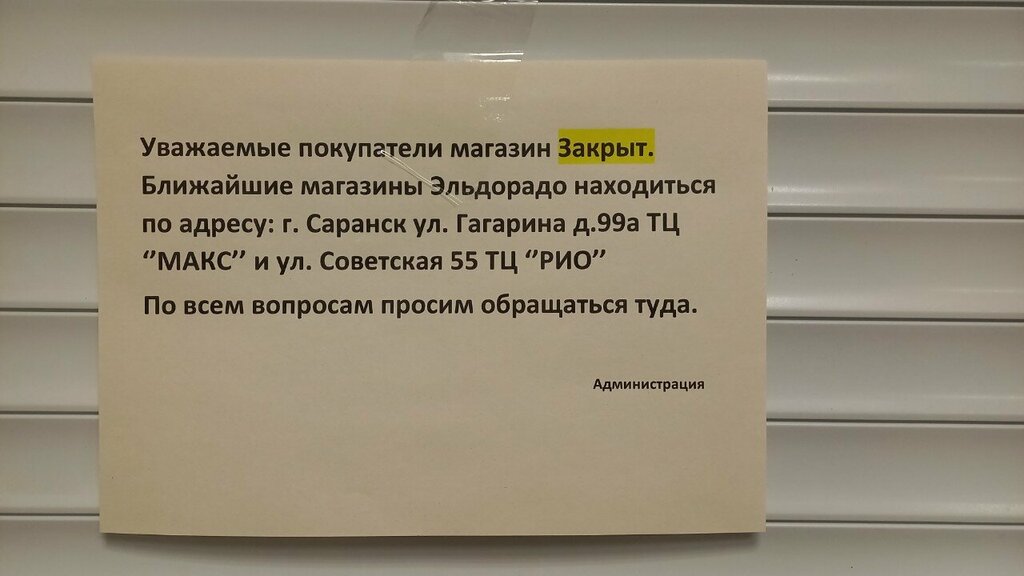 Уважаемые покупатели магазин Закрыт.
Ближайшие магазины Эльдорадо находиться
по адресу: г. Саранск ул. Гагарина д.99а ТЦ
‘’МАКС’’ и ул. Советская 55 ТЦ ‘’РИО’’
По всем вопросам просим обращаться туда.
Администрация